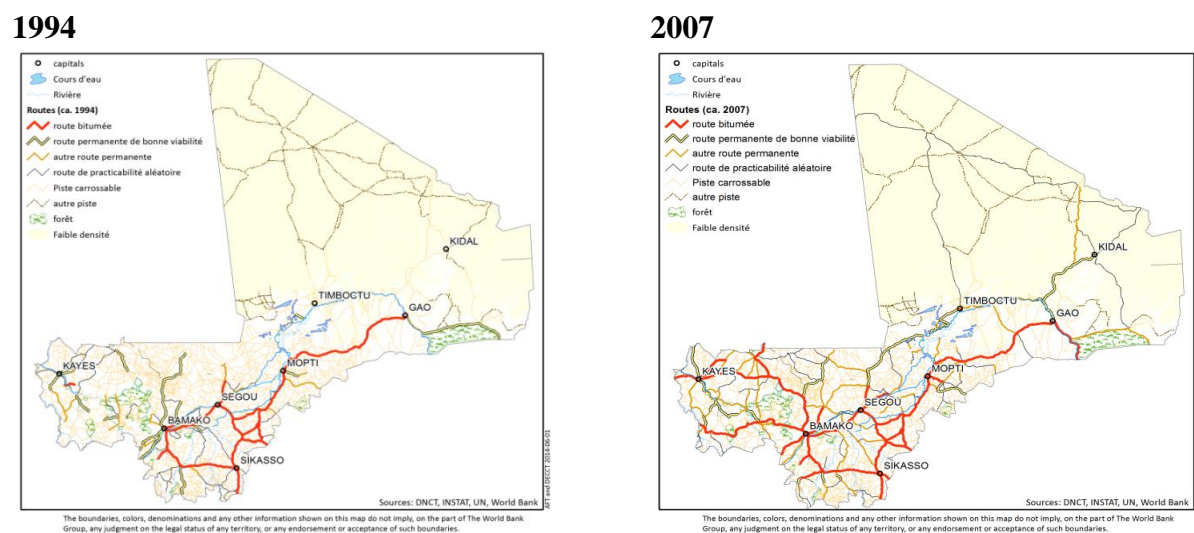 1994
capitals
Cours d'eau
Rivière
Routes (ca. 1994)
route bitumée
route permanente de bonne viabilité
autre route permanente
route de practicabilité aléatoire
Piste carrossable
autre piste
forêt
Faible densité
KIDAL
TIMBOCTU
GAO
KAYES
MOPTI
SEGOU
BAMAKO
SIKASSO
Sources: DNCT, INSTAT, UN, World Bank
AFT and DECCT 2014-06-01
The boundaries, colors, denominations and any other information shown on this map do not imply, on the part of The World Bank
Group, any judgment on the legal status of any territory, or any endorsement or acceptance of such boundaries.
2007
capitals
Cours d'eau
Rivière
Routes (ca. 2007)
route bitumée
route permanente de bonne viabilité
autre route permanente
route de practicabilité aléatoire
Piste carrossable
autre piste
forêt
Faible densité
KIDAL
TIMBOCTU
GAO
KAYES
MOPTI
SEGOU
BAMAKO
SIKASSO
Sources: DNCT, INSTAT, UN, World Bank
The boundaries, colors, denominations and any other information shown on this map do not imply, on the part of The World Bank
Group, any judgment on the legal status of any territory, or any endorsement or acceptance of such boundaries.